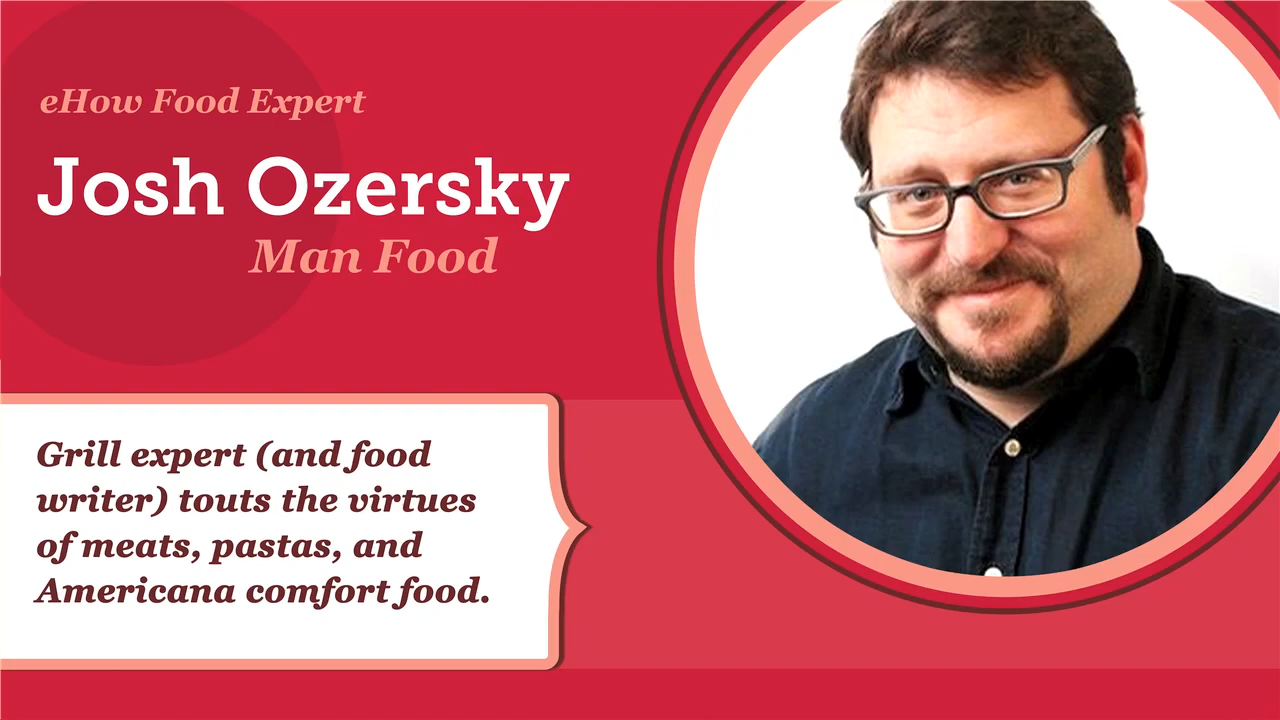 eHow Food Expert
Josh Ozersky
Man Food
Grill expert (and food
writer) touts the virtues
of meats, pastas, and
Americana comfort food.